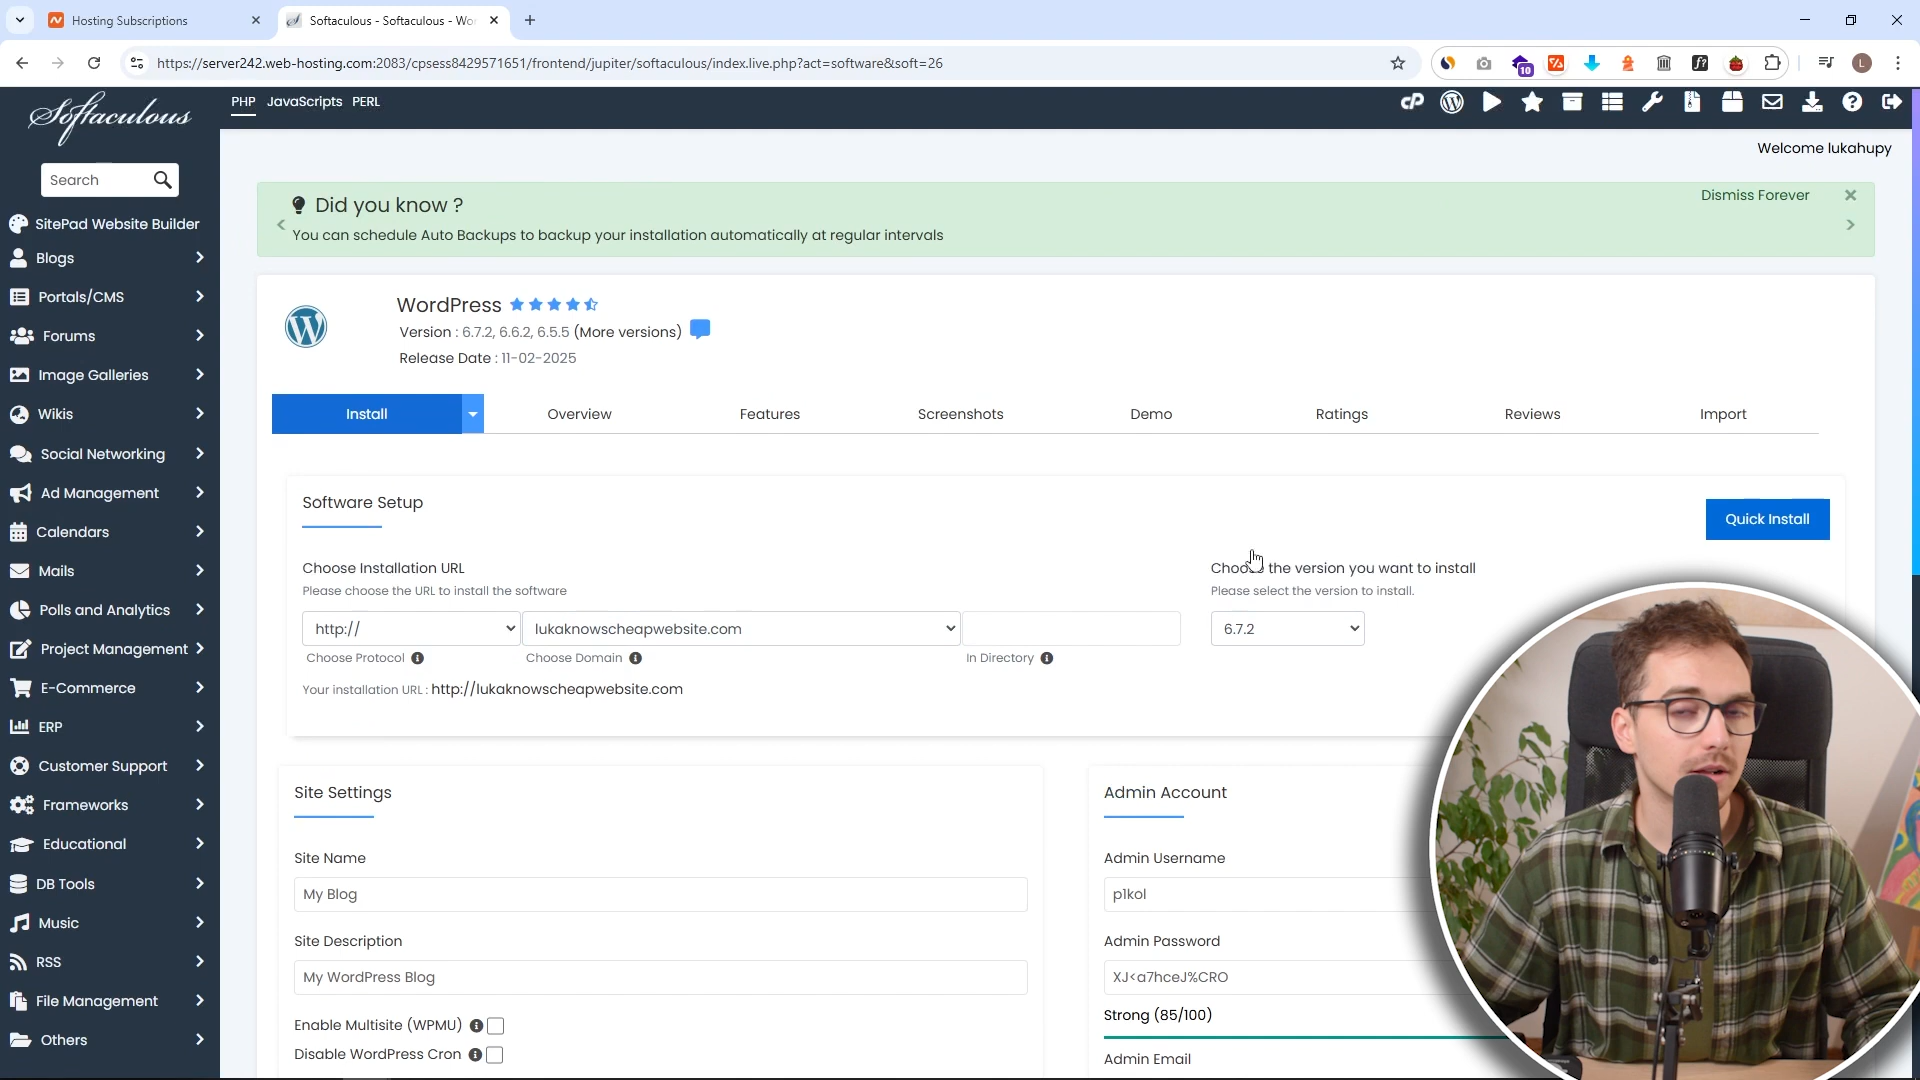 Hosting Subscriptions
Softaculous - Softaculous - Wor
https://server242.web-hosting.com:2083/cpsess8429571651/frontend/jupiter/softaculous/index.live.php?act=software&soft=26
10
f?
L
Softaculous
PHP JavaScripts PERL
cP
Welcome lukahupy
Search
SitePad Website Builder
Blogs
Portals/CMS
Forums
Image Galleries
Wikis
Social Networking
Ad Management
Calendars
Mails
Polls and Analytics
Project Management
E-Commerce
ERP
Customer Support
Frameworks
Educational
DB Tools
Music
RSS
File Management
Others
Did you know ?
Dismiss Forever
You can schedule Auto Backups to backup your installation automatically at regular intervals
WordPress
Version : 6.7.2, 6.6.2, 6.5.5 (More versions)
Release Date : 11-02-2025
Install Overview Features Screenshots Demo Ratings Reviews Import
Software Setup
Quick Install
Choose Installation URL
Please choose the URL to install the software
http:// lukaknowscheapwebsite.com
Choose Protocol Choose Domain In Directory
Your installation URL : http://lukaknowscheapwebsite.com
Choose the version you want to install
Please select the version to install.
6.7.2
Site Settings
Site Name
My Blog
Site Description
My WordPress Blog
Enable Multisite (WPMU)
Disable WordPress Cron
Admin Account
Admin Username
p1kol
Admin Password
XJ<a7hceJ%CRO
Strong (85/100)
Admin Email